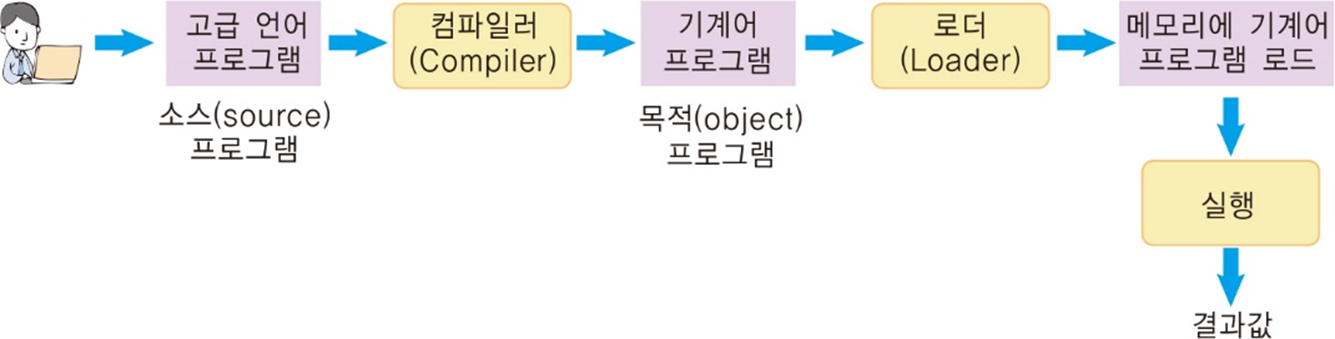 고급 언어
프로그램
소스(source)
프로그램
컴파일러
(Compiler)
기계어
프로그램
목적(object)
프로그램
로더
(Loader)
메모리에 기계어
프로그램 로드
실행
결과값